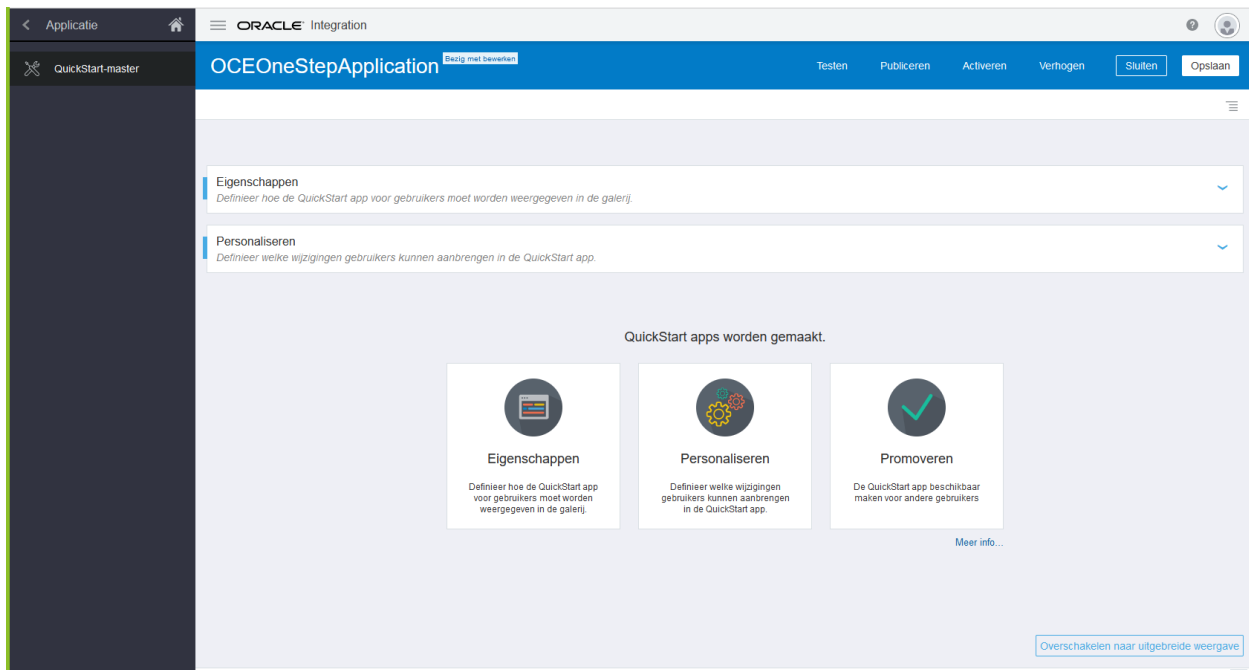 Applicatie
ORACLE Integration
QuickStart-master
OCEOneStepApplication Bezig met bewerken
Testen Publiceren Activeren Verhogen Sluiten Opslaan
Eigenschappen
Definieer hoe de QuickStart app voor gebruikers moet worden weergegeven in de galerij.
Personaliseren
Definieer welke wijzigingen gebruikers kunnen aanbrengen in de QuickStart app.
QuickStart apps worden gemaakt.
Eigenschappen
Definieer hoe de QuickStart app
voor gebruikers moet worden
weergegeven in de galerij.
Personaliseren
Definieer welke wijzigingen
gebruikers kunnen aanbrengen
in de QuickStart app.
Promoveren
De QuickStart app beschikbaar
maken voor andere gebruikers
Meer info...
Overschakelen naar uitgebreide weergave